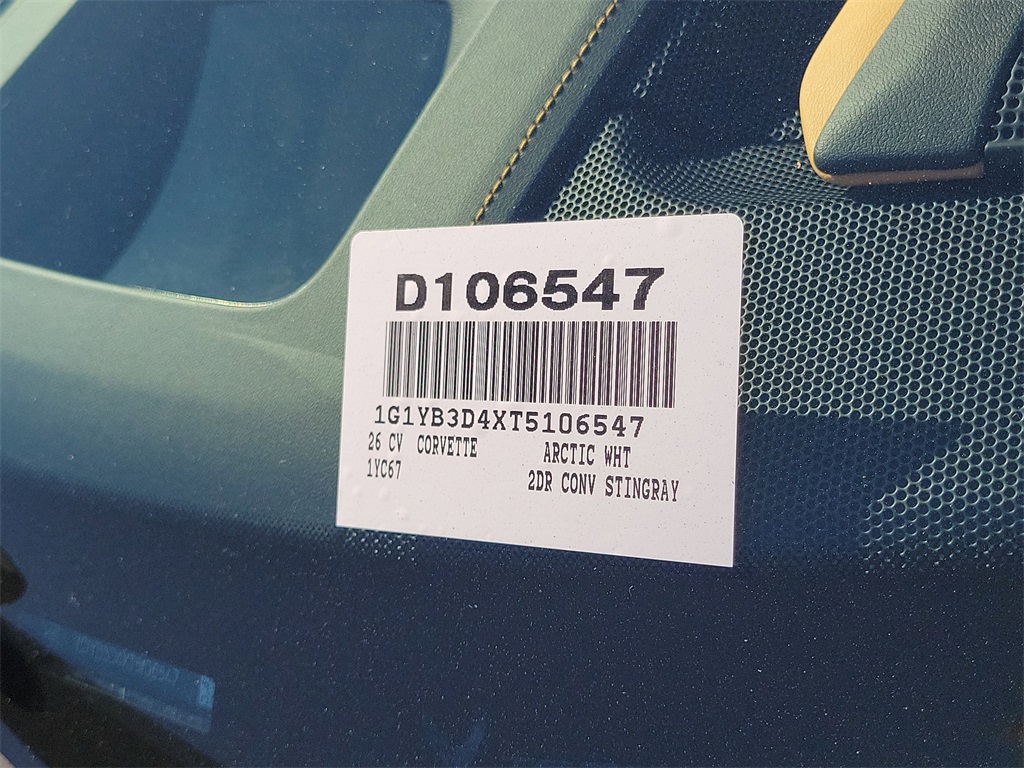 D106547
1G1YB3D4XT5106547
26 CV CORVETTE ARCTIC WHT
1YC67 2DR CONV STINGRAY